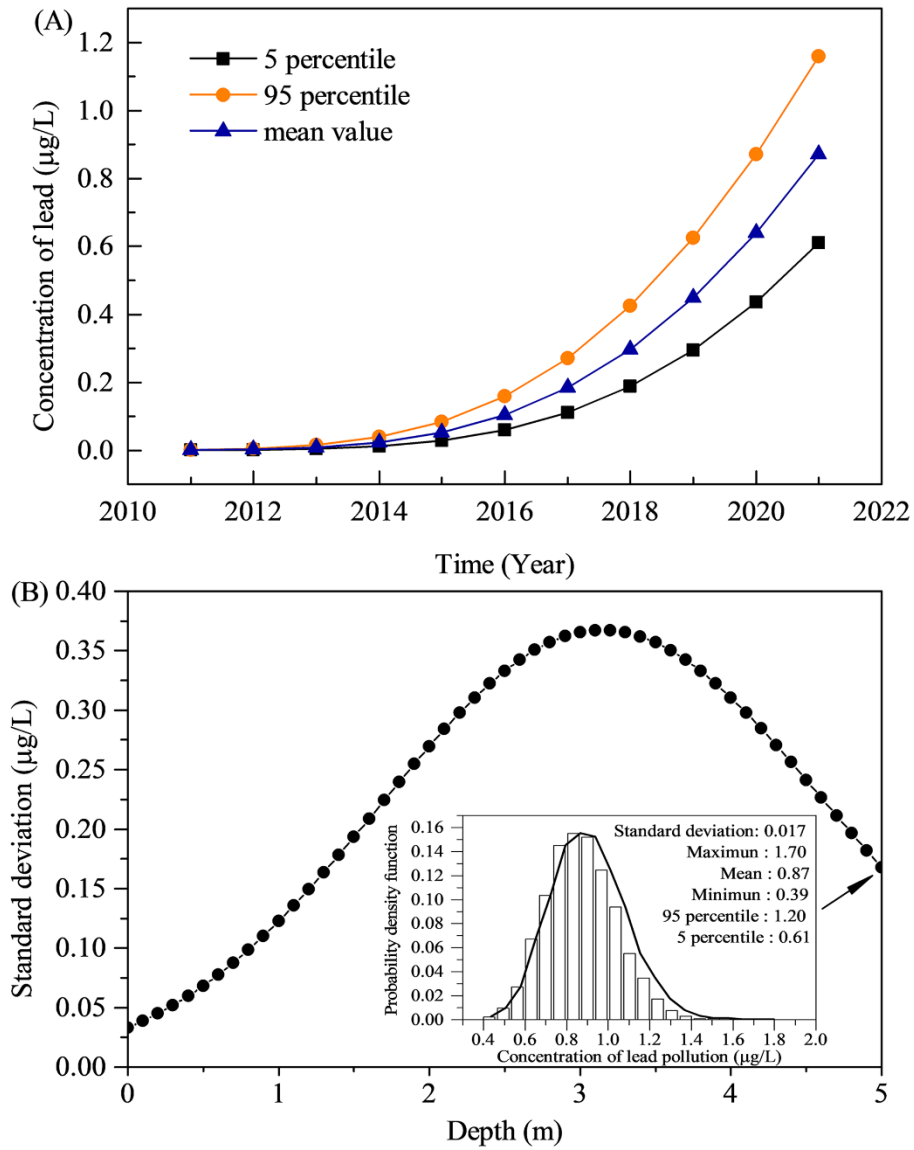 (A)
1.2
1.0
0.8
0.6
0.4
0.2
0.0
Concentration of lead (μg/L)
5 percentile
95 percentile
mean value
2010 2012 2014 2016 2018 2020 2022
Time (Year)
(B)
0.40
0.35
0.30
0.25
0.20
0.15
0.10
0.05
0.00
Standard deviation (μg/L)
0.16
0.14
0.12
0.10
0.08
0.06
0.04
0.02
0.00
Probability density function
Standard deviation: 0.017
Maximun : 1.70
Mean : 0.87
Minimun : 0.39
95 percentile : 1.20
5 percentile : 0.61
0.4 0.6 0.8 1.0 1.2 1.4 1.6 1.8 2.0
Concentration of lead pollution (μg/L)
0 1 2 3 4 5
Depth (m)